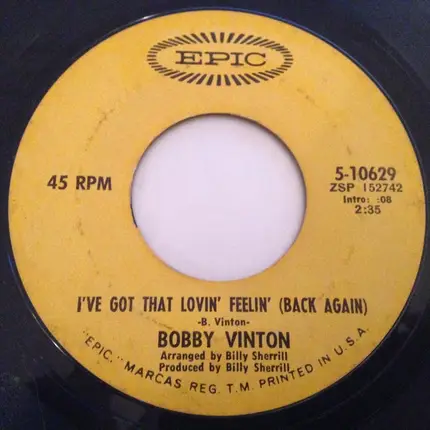 EPIC
45 RPM
5-10629
ZSP 152742
Intro: :08
2:35
I'VE GOT THAT LOVIN' FEELIN' (BACK AGAIN)
-B. Vinton-
BOBBY VINTON
Arranged by Billy Sherrill
Produced by Billy Sherrill
"EPIC," MARCAS REG. T.M. PRINTED IN U.S.A.